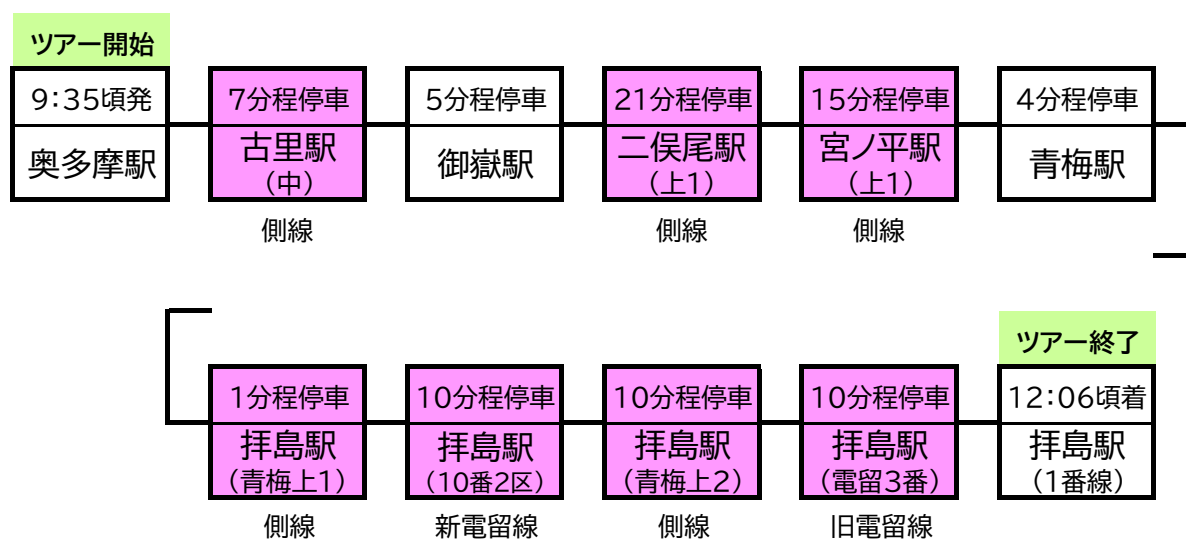 ツアー開始
9:35頃発
奥多摩駅
7分程停車
古里駅
(中)
側線
5分程停車
御嶽駅
21分程停車
二俣尾駅
(上1)
側線
15分程停車
宮ノ平駅
(上1)
側線
4分程停車
青梅駅
1分程停車
拝島駅
(青梅上1)
側線
10分程停車
拝島駅
(10番2区)
新電留線
10分程停車
拝島駅
(青梅上2)
側線
10分程停車
拝島駅
(電留3番)
旧電留線
ツアー終了
12:06頃着
拝島駅
(1番線)